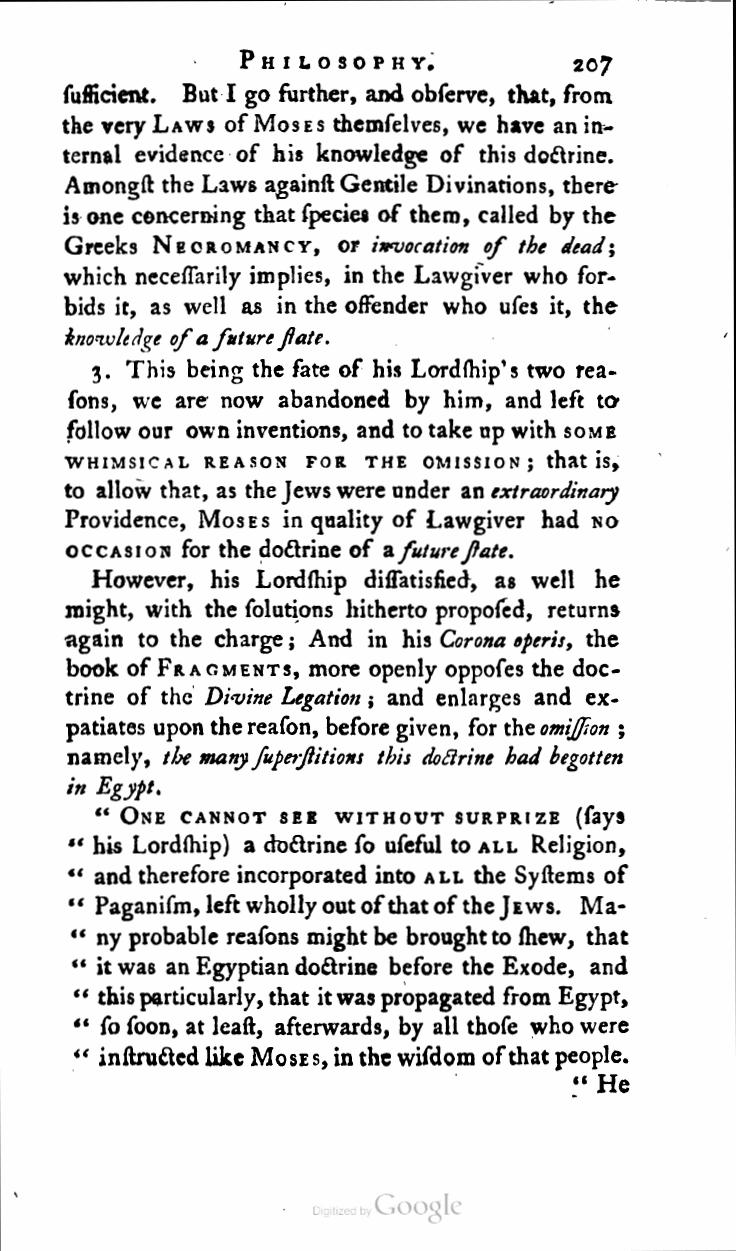 PHILOSOPHY. 207
ſufficient. But I go further, and obſerve, that, from
the very LAWS of MOSES themſelves, we have an in-
ternal evidence of his knowledge of this doctrine.
Amongſt the Laws againſt Gentile Divinations, there
is one concerning that ſpecies of them, called by the
Greeks NECROMANCY, or invocation of the dead;
which neceſſarily implies, in the Lawgiver who for-
bids it, as well as in the offender who uſes it, the
knowledge of a future ſtate.
3. This being the fate of his Lordſhip's two rea-
ſons, we are now abandoned by him, and left to
follow our own inventions, and to take up with SOME
WHIMSICAL REASON FOR THE OMISSION; that is,
to allow that, as the Jews were under an extraordinary
Providence, MOSES in quality of Lawgiver had NO
OCCASION for the doctrine of a future ſtate.
However, his Lordſhip diſſatisfied, as well he
might, with the ſolutions hitherto propoſed, returns
again to the charge; And in his Corona operis, the
book of FRAGMENTS, more openly oppoſes the doc-
trine of the Divine Legation; and enlarges and ex-
patiates upon the reaſon, before given, for the omiſſion;
namely, the many ſuperſtitions this doctrine had begotten
in Egypt.
“ ONE CANNOT SEE WITHOUT SURPRIZE (ſays
“ his Lordſhip) a doctrine ſo uſeful to ALL Religion,
“ and therefore incorporated into ALL the Syſtems of
“ Paganiſm, left wholly out of that of the JEWS. Ma-
“ ny probable reaſons might be brought to ſhew, that
“ it was an Egyptian doctrine before the Exode, and
“ this particularly, that it was propagated from Egypt,
“ ſo ſoon, at leaſt, afterwards, by all thoſe who were
“ inſtructed like MOSES, in the wiſdom of that people.
“ He
Digitized by Google